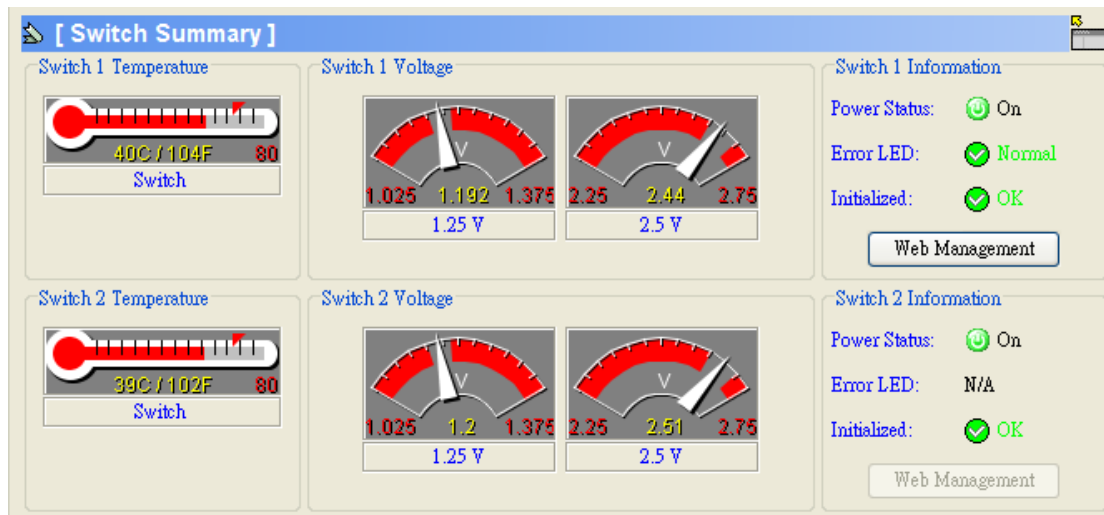 [ Switch Summary ]
Switch 1 Temperature
40C / 104F 80
Switch
Switch 1 Voltage
V
1.025 1.192 1.375
1.25 V
V
2.25 2.44 2.75
2.5 V
Switch 1 Information
Power Status: On
Error LED: Normal
Initialized: OK
Web Management
Switch 2 Temperature
39C / 102F 80
Switch
Switch 2 Voltage
V
1.025 1.2 1.375
1.25 V
V
2.25 2.51 2.75
2.5 V
Switch 2 Information
Power Status: On
Error LED: N/A
Initialized: OK
Web Management